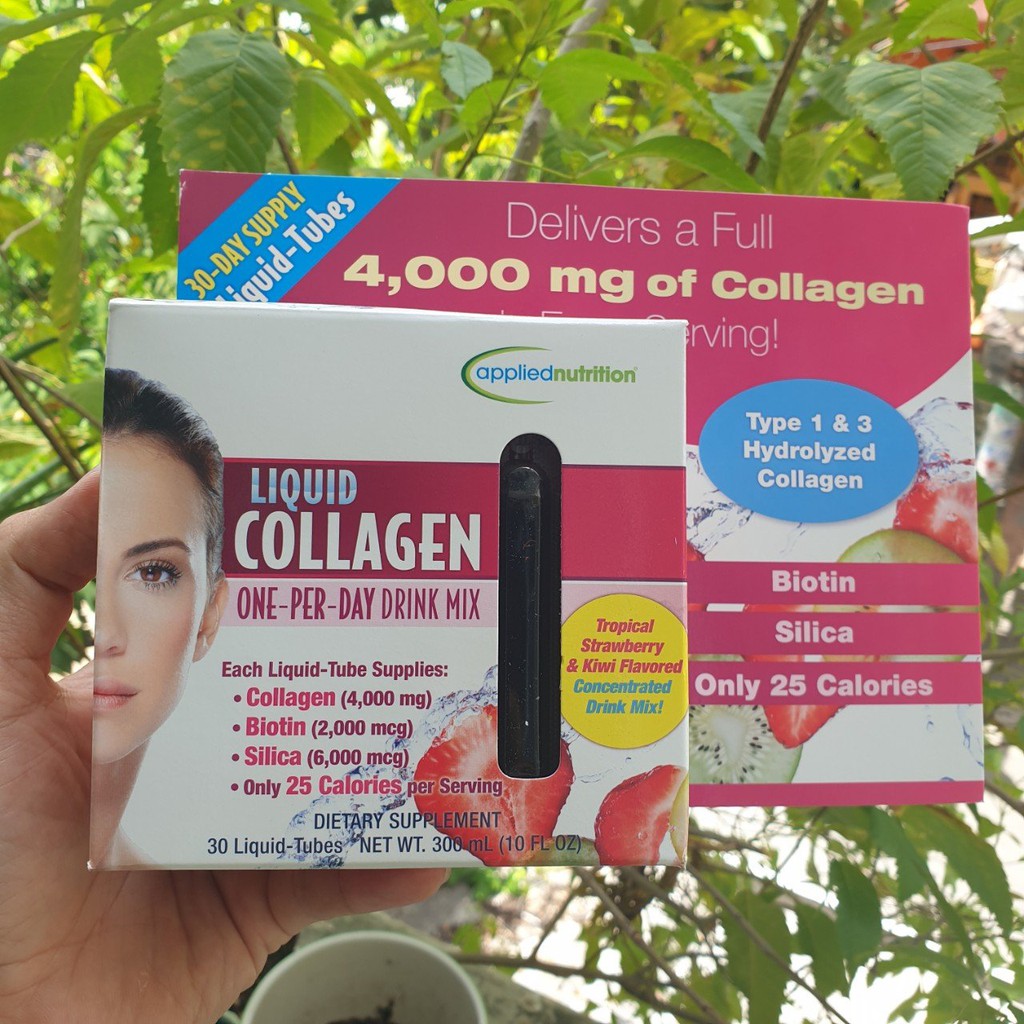 30-DAY SUPPLY
Liquid-Tubes
Delivers a Full
4,000 mg of Collagen
Serving!
Type 1 & 3
Hydrolyzed
Collagen
Biotin
Silica
Only 25 Calories
appliednutrition®
LIQUID
COLLAGEN
ONE-PER-DAY DRINK MIX
Each Liquid-Tube Supplies:
• Collagen (4,000 mg)
• Biotin (2,000 mcg)
• Silica (6,000 mcg)
• Only 25 Calories per Serving
Tropical
Strawberry
& Kiwi Flavored
Concentrated
Drink Mix!
DIETARY SUPPLEMENT
30 Liquid-Tubes NET WT. 300 mL (10 FL OZ)